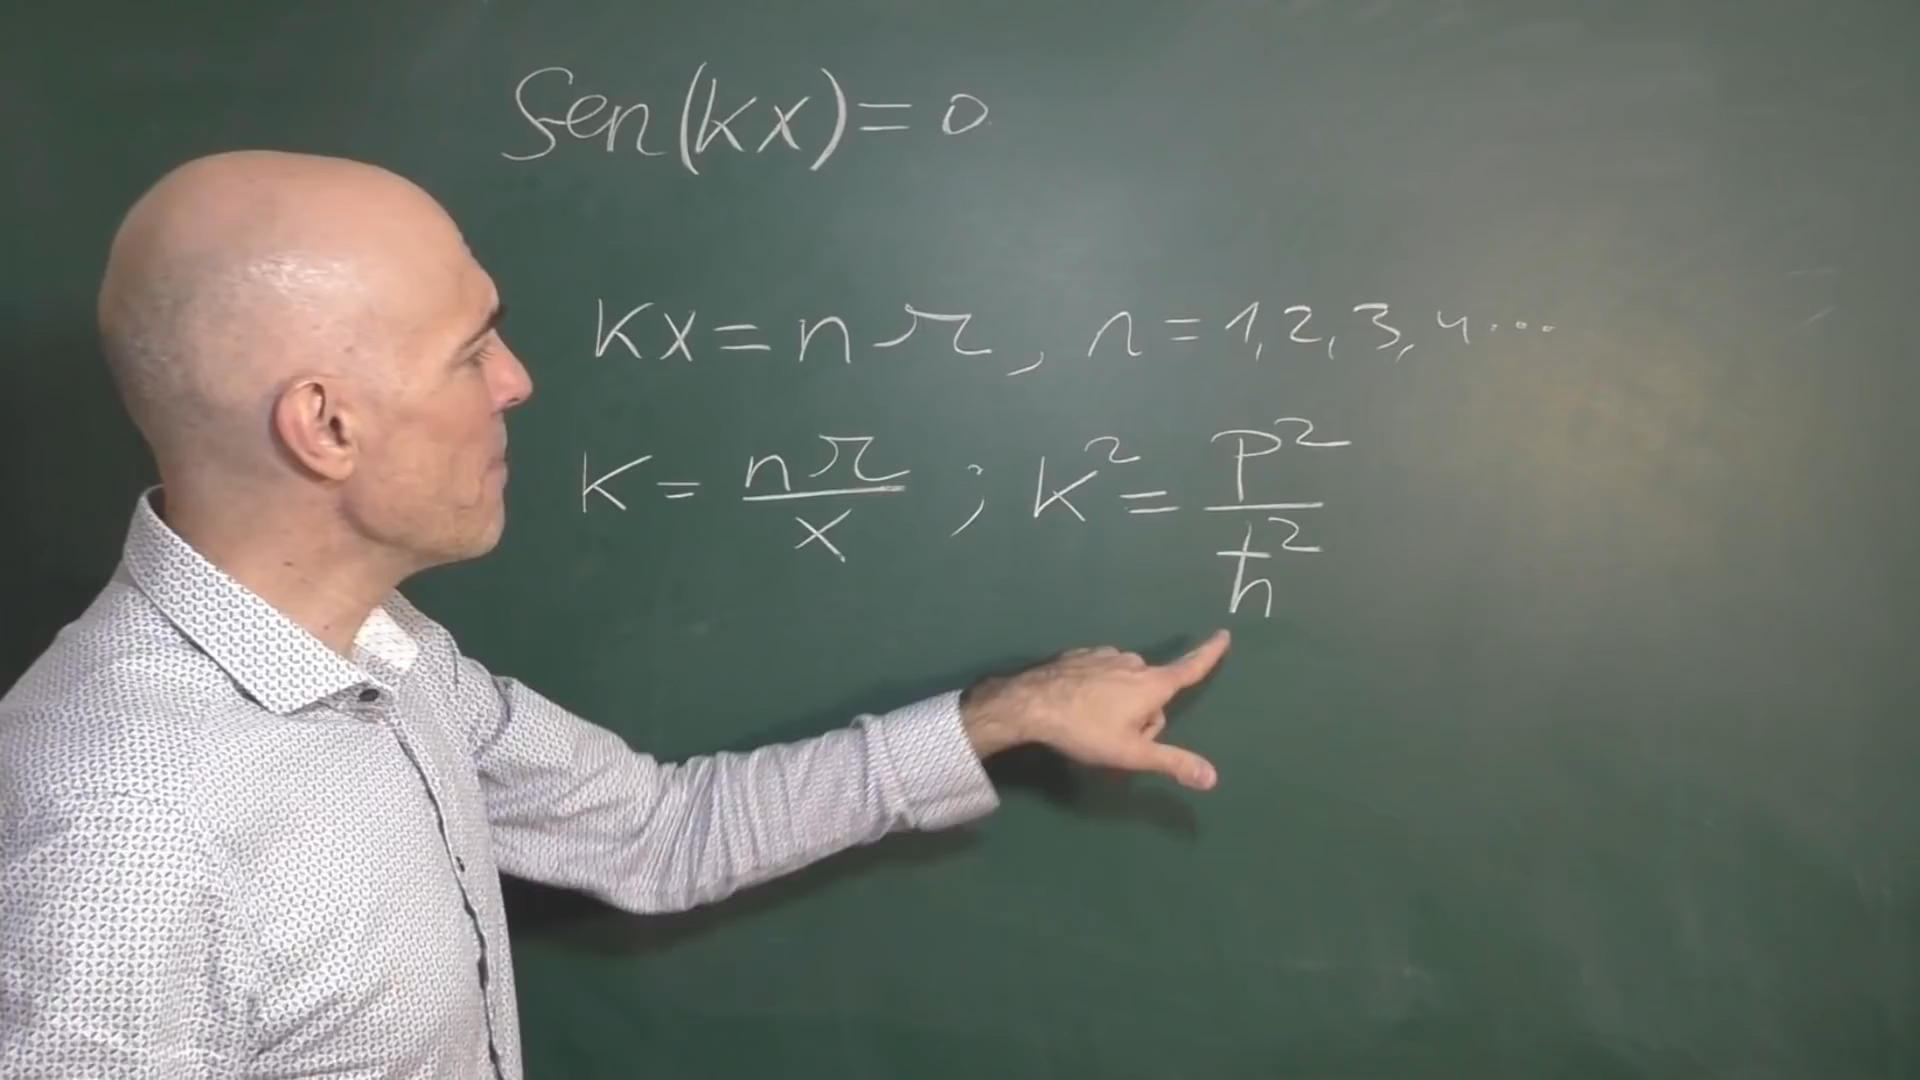 Sen(kx)=0
kx=nπ, n=1,2,3,4...
k=nπ/x ; k²=p²/ħ²